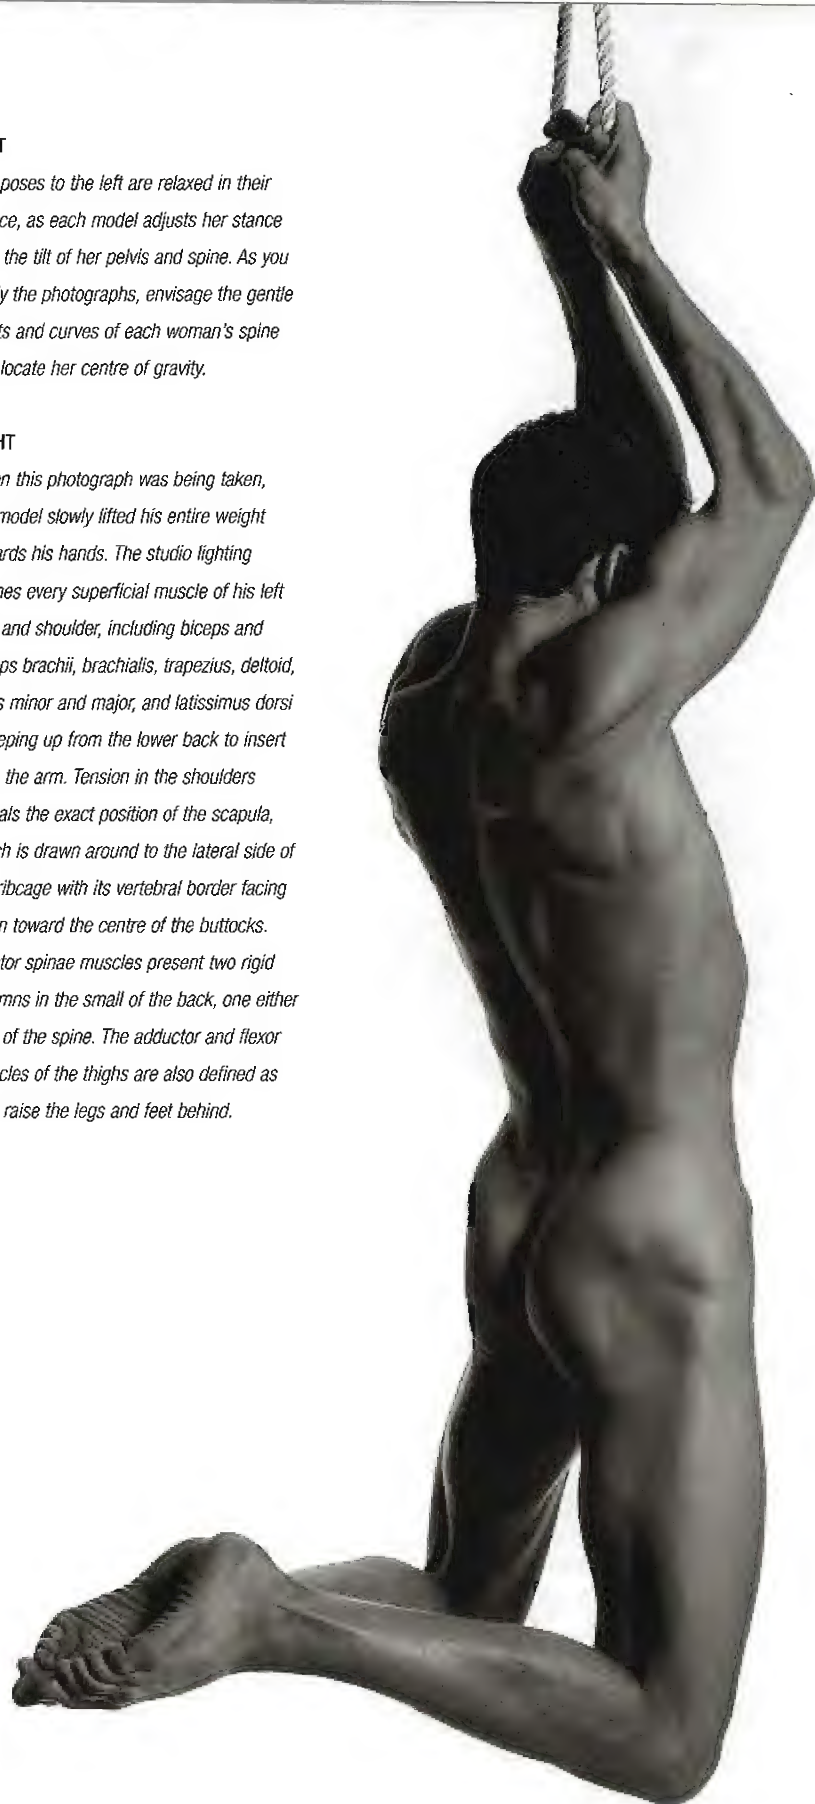 T
poses to the left are relaxed in their
ce, as each model adjusts her stance
the tilt of her pelvis and spine. As you
y the photographs, envisage the gentle
ts and curves of each woman's spine
locate her centre of gravity.
HT
n this photograph was being taken,
model slowly lifted his entire weight
ards his hands. The studio lighting
nes every superficial muscle of his left
and shoulder, including biceps and
ps brachii, brachialis, trapezius, deltoid,
s minor and major, and latissimus dorsi
eping up from the lower back to insert
the arm. Tension in the shoulders
als the exact position of the scapula,
ch is drawn around to the lateral side of
ribcage with its vertebral border facing
n toward the centre of the buttocks.
tor spinae muscles present two rigid
mns in the small of the back, one either
of the spine. The adductor and flexor
cles of the thighs are also defined as
raise the legs and feet behind.